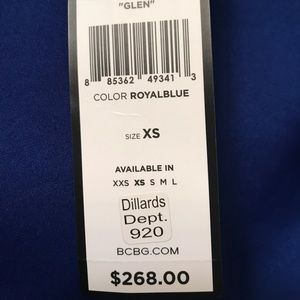 "GLEN"
8 85362 49341 3
COLOR ROYALBLUE
SIZE XS
AVAILABLE IN
XXS XS S M L
Dillards
Dept.
920
BCBG.COM
$268.00